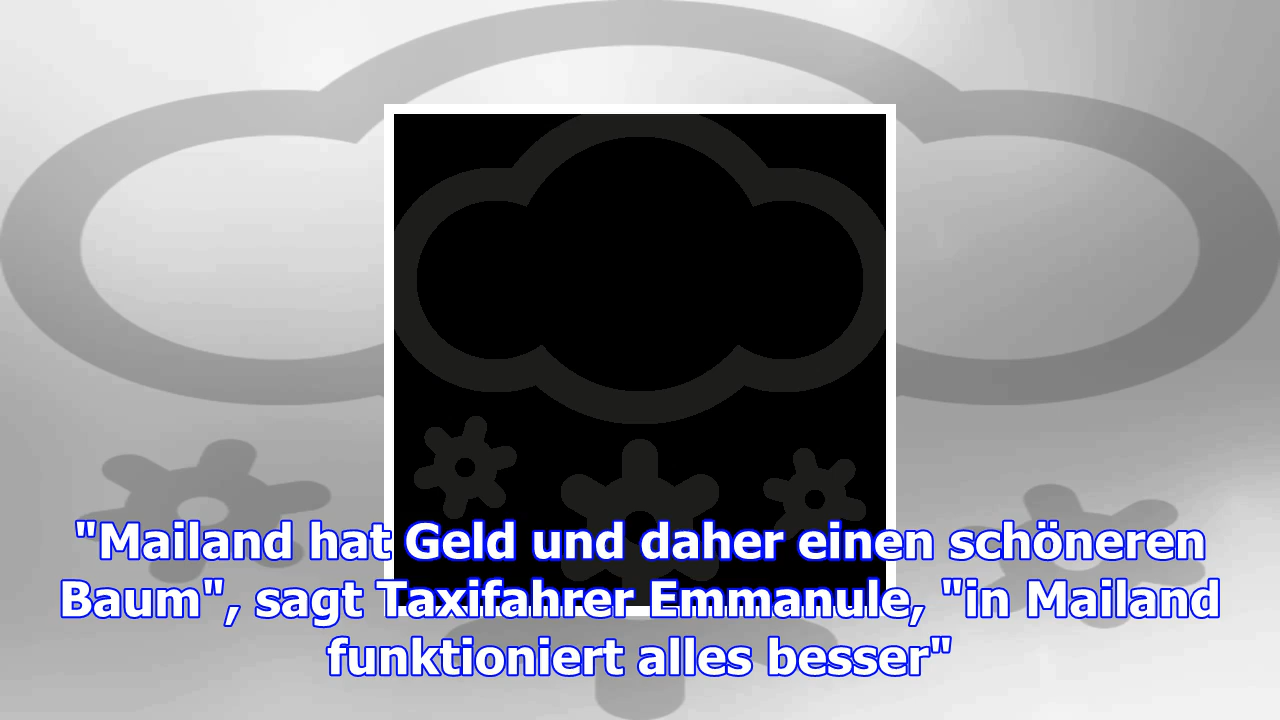 "Mailand hat Geld und daher einen schöneren
Baum", sagt Taxifahrer Emmanule, "in Mailand
funktioniert alles besser"